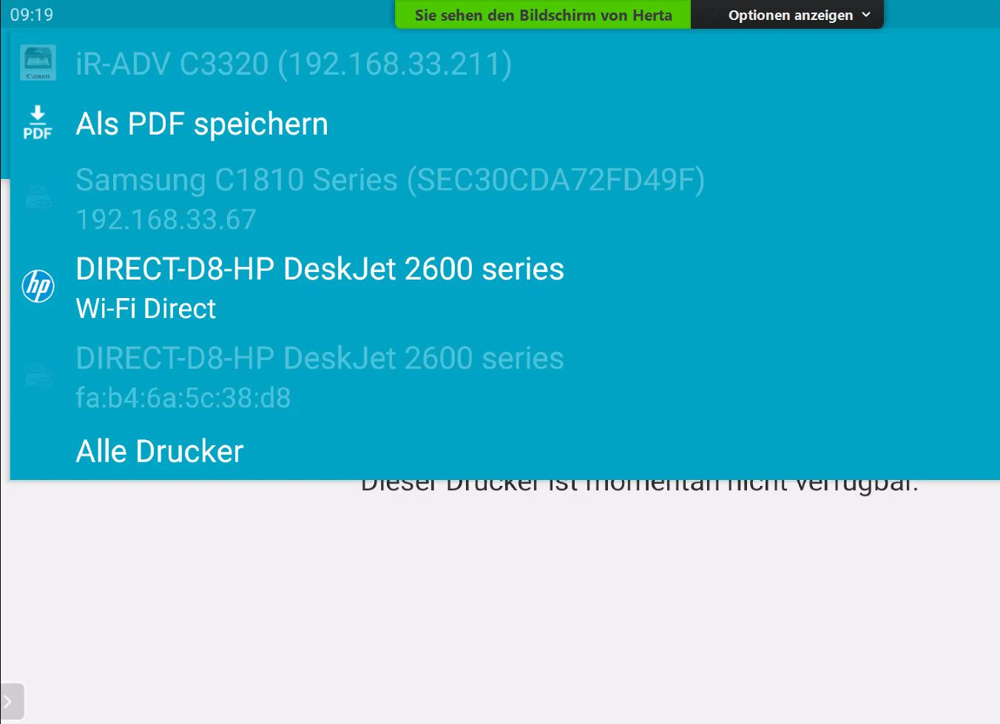 09:19
Sie sehen den Bildschirm von Herta
Optionen anzeigen
Canon
iR-ADV C3320 (192.168.33.211)
PDF
Als PDF speichern
Samsung C1810 Series (SEC30CDA72FD49F)
192.168.33.67
hp
DIRECT-D8-HP DeskJet 2600 series
Wi-Fi Direct
DIRECT-D8-HP DeskJet 2600 series
fa:b4:6a:5c:38:d8
Alle Drucker
Dieser Drucker ist momentan nicht verfügbar.